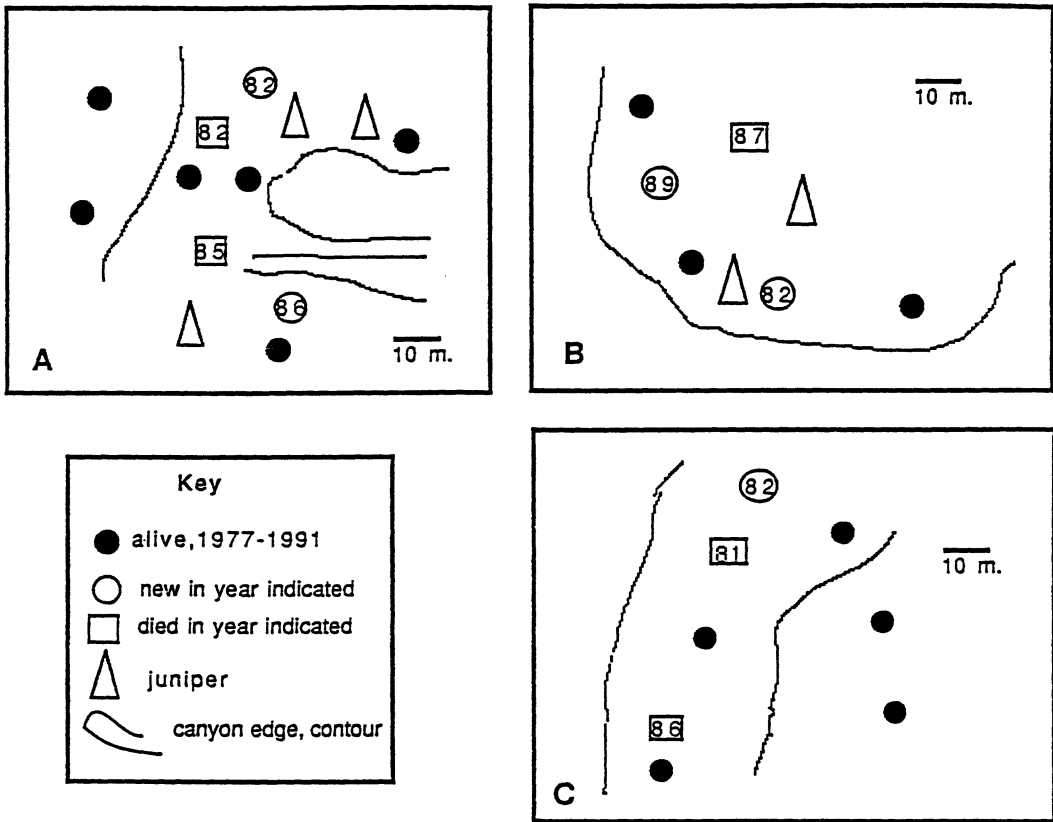 82
82
85
86
10 m.
A
10 m.
87
89
82
B
Key
alive,1977-1991
new in year indicated
died in year indicated
juniper
canyon edge, contour
82
81
10 m.
86
C